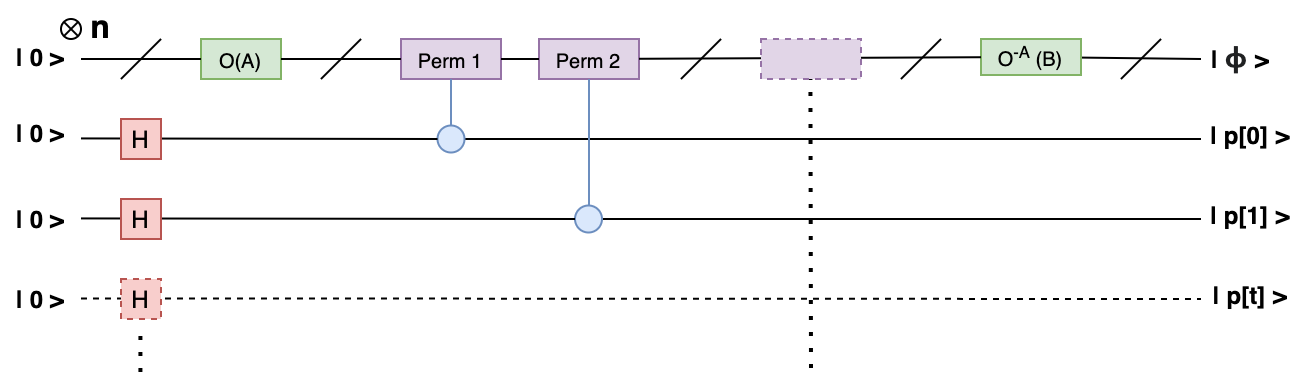 ⊗ n
| 0 > O(A) Perm 1 Perm 2 O⁻ᴬ (B) | ϕ >
| 0 > H | p[0] >
| 0 > H | p[1] >
| 0 > H | p[t] >